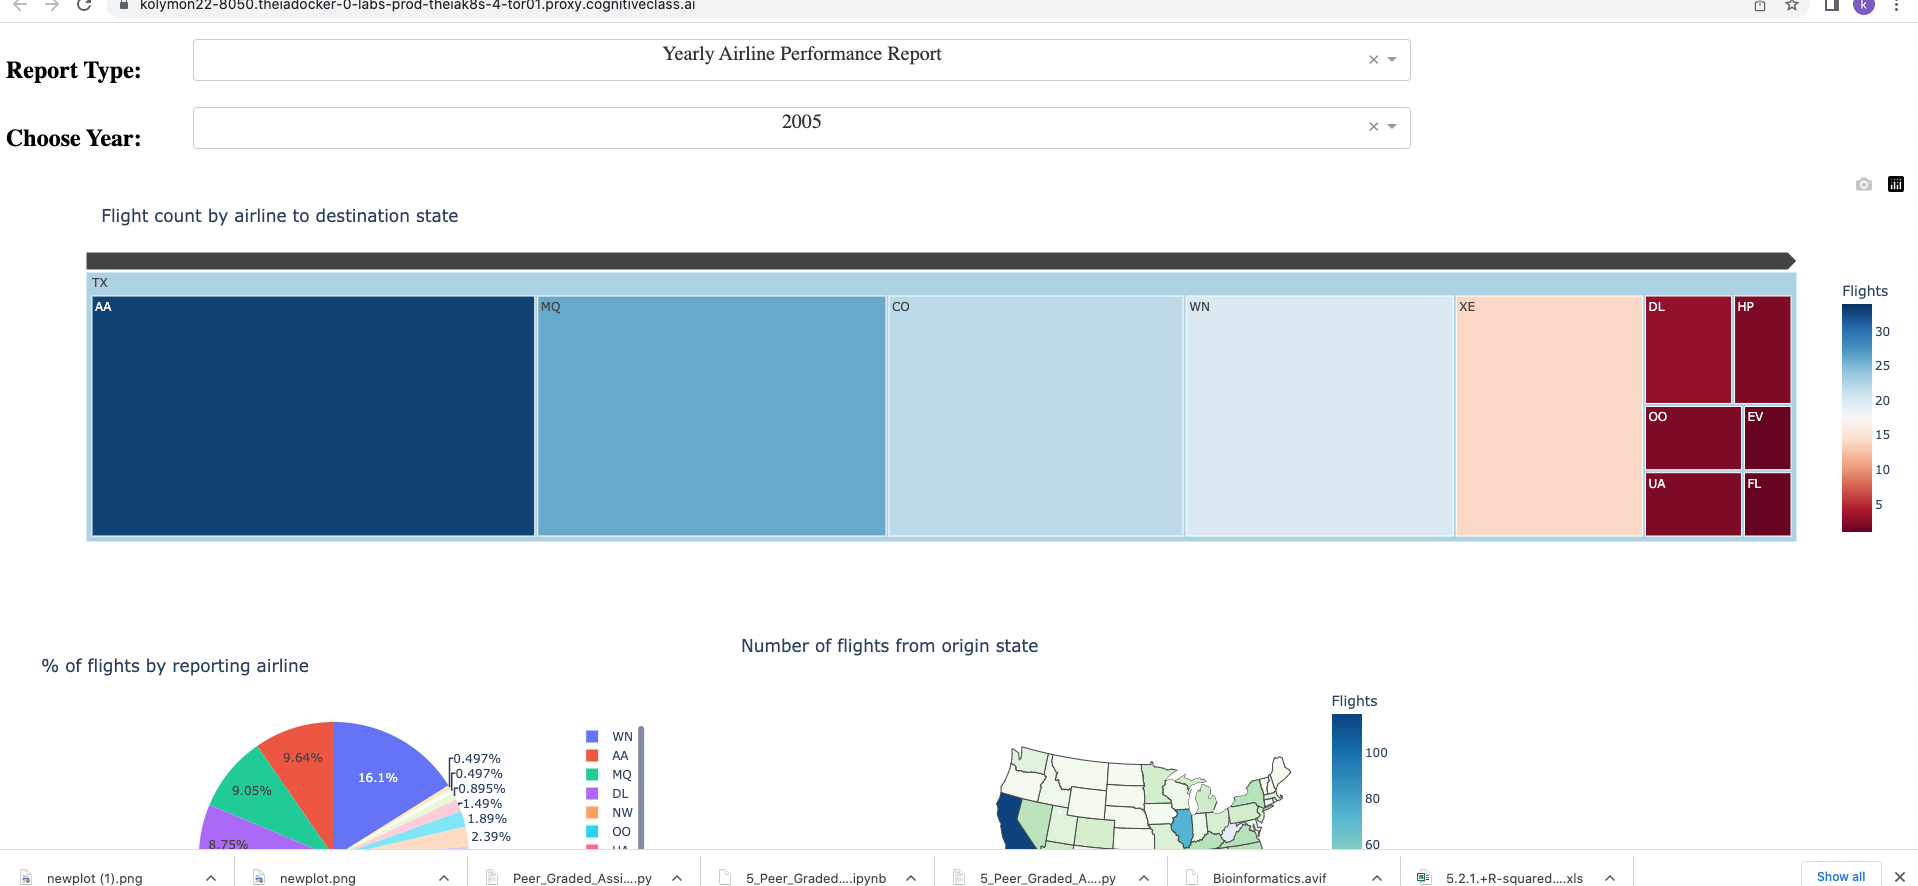 kolymon22-8050.theiadocker-0-labs-prod-theiak8s-4-tor01.proxy.cognitiveclass.ai
k
Report Type:
Yearly Airline Performance Report
Choose Year:
2005
Flight count by airline to destination state
TX
AA
MQ
CO
WN
XE
DL
HP
OO
EV
UA
FL
Flights
30
25
20
15
10
5
% of flights by reporting airline
9.64%
16.1%
9.05%
8.75%
0.497%
0.497%
0.895%
1.49%
1.89%
2.39%
WN
AA
MQ
DL
NW
OO
Number of flights from origin state
Flights
100
80
60
newplot (1).png
newplot.png
Peer_Graded_Assi....py
5_Peer_Graded....ipynb
5_Peer_Graded_A....py
Bioinformatics.avif
5.2.1.+R-squared....xls
Show all